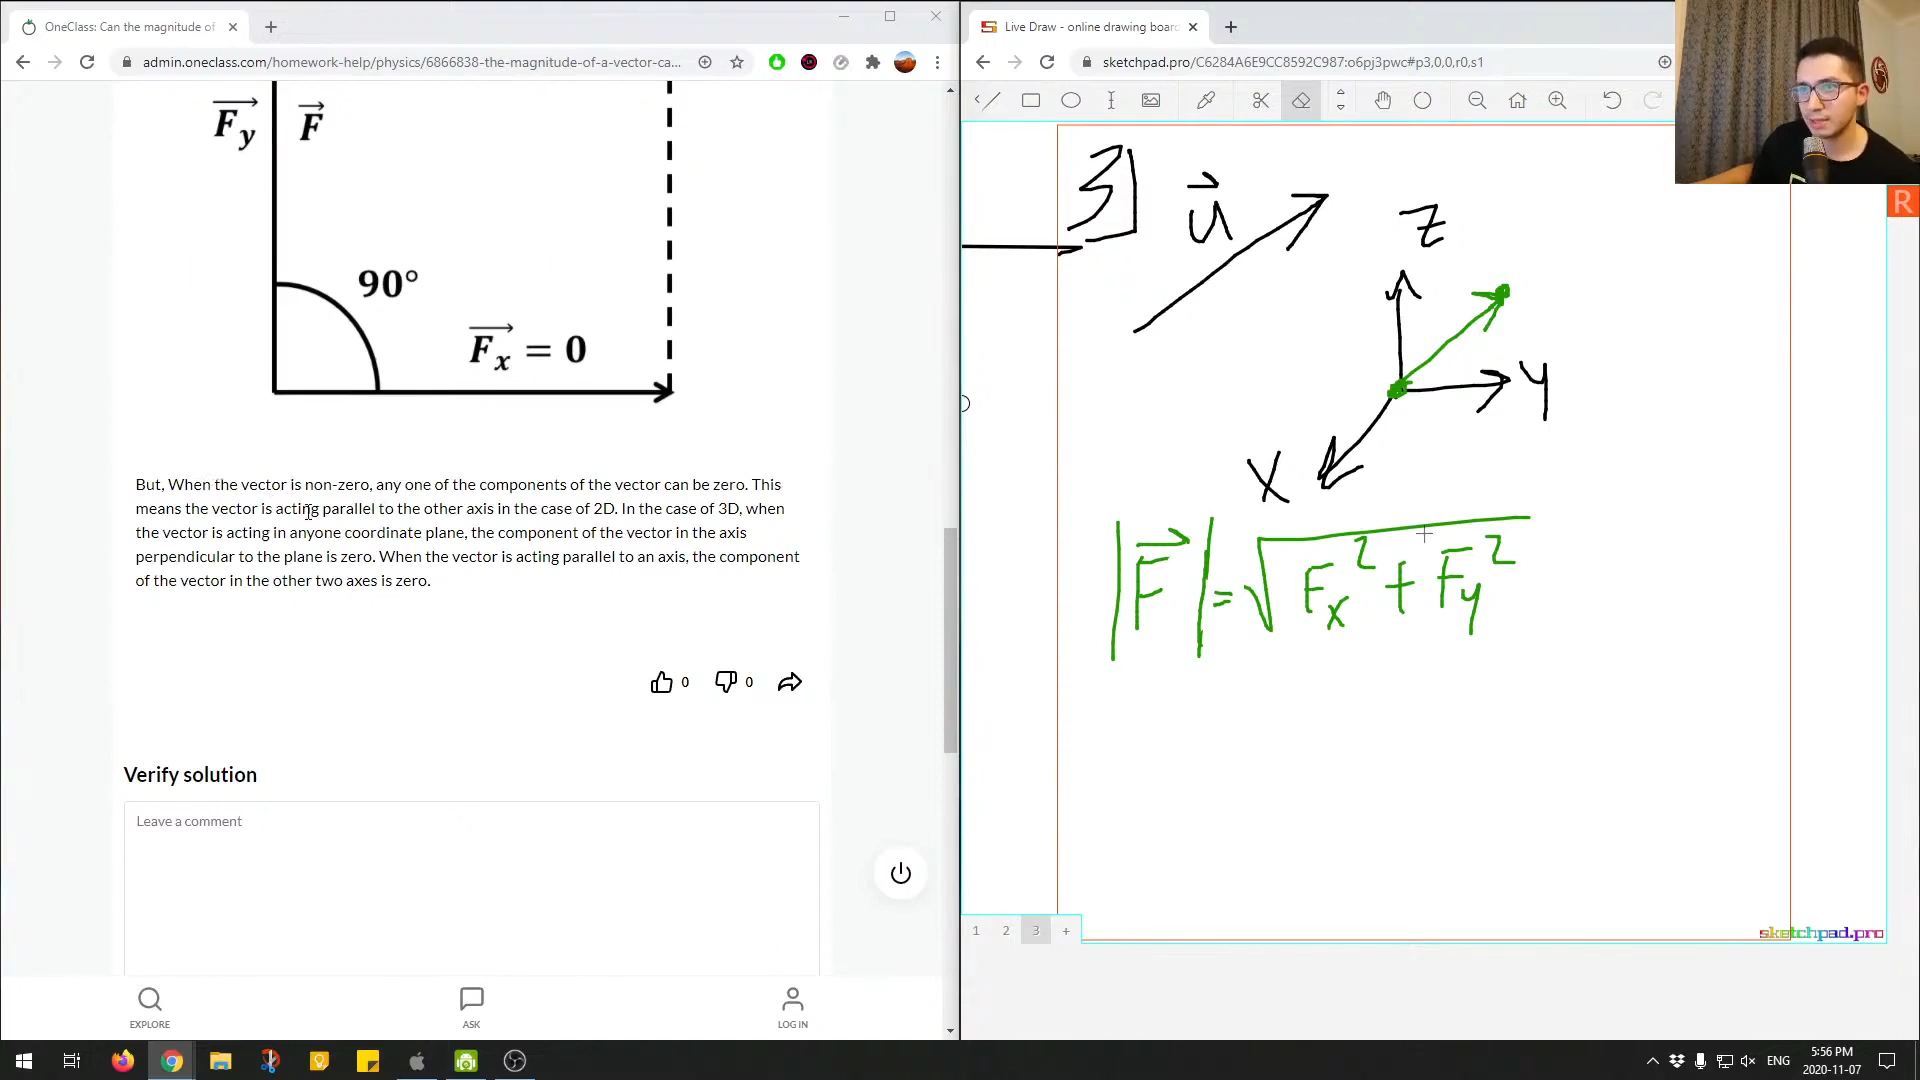 OneClass: Can the magnitude of
admin.oneclass.com/homework-help/physics/6866838-the-magnitude-of-a-vector-ca...
Fy F
90°
Fx = 0
But, When the vector is non-zero, any one of the components of the vector can be zero. This
means the vector is acting parallel to the other axis in the case of 2D. In the case of 3D, when
the vector is acting in anyone coordinate plane, the component of the vector in the axis
perpendicular to the plane is zero. When the vector is acting parallel to an axis, the component
of the vector in the other two axes is zero.
0 0
Verify solution
Leave a comment
EXPLORE ASK LOG IN
Live Draw - online drawing board
sketchpad.pro/C6284A6E9CC8592C987:o6pj3pwc#p3,0,0,r0,s1
R
3 u
Z
Y
X
|F| = √Fx² + Fy²
1 2 3 +
sketchpad.pro
ENG
5:56 PM
2020-11-07